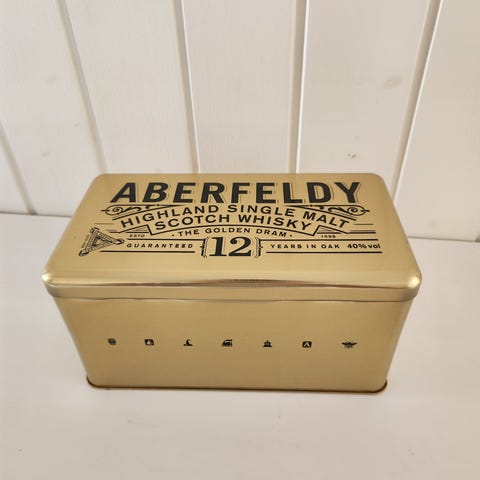 ABERFELDY
HIGHLAND SINGLE MALT
SCOTCH WHISKY
ESTD · THE GOLDEN DRAM · 1898
GUARANTEED 12 YEARS IN OAK 40% vol